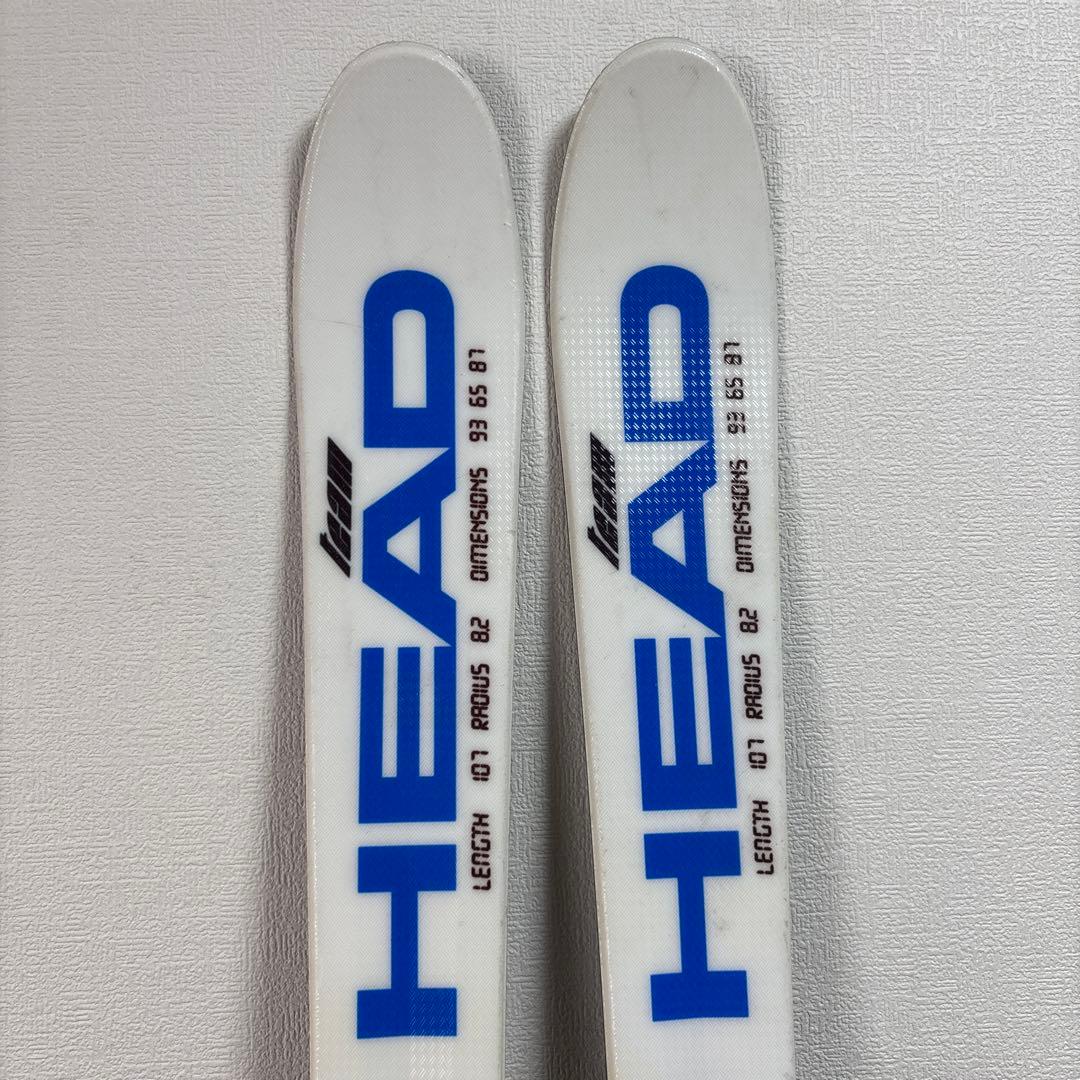 team
HEAD
LENGTH 107 RADIUS 8.2 DIMENSIONS 93 65 87
team
HEAD
LENGTH 107 RADIUS 8.2 DIMENSIONS 93 65 87